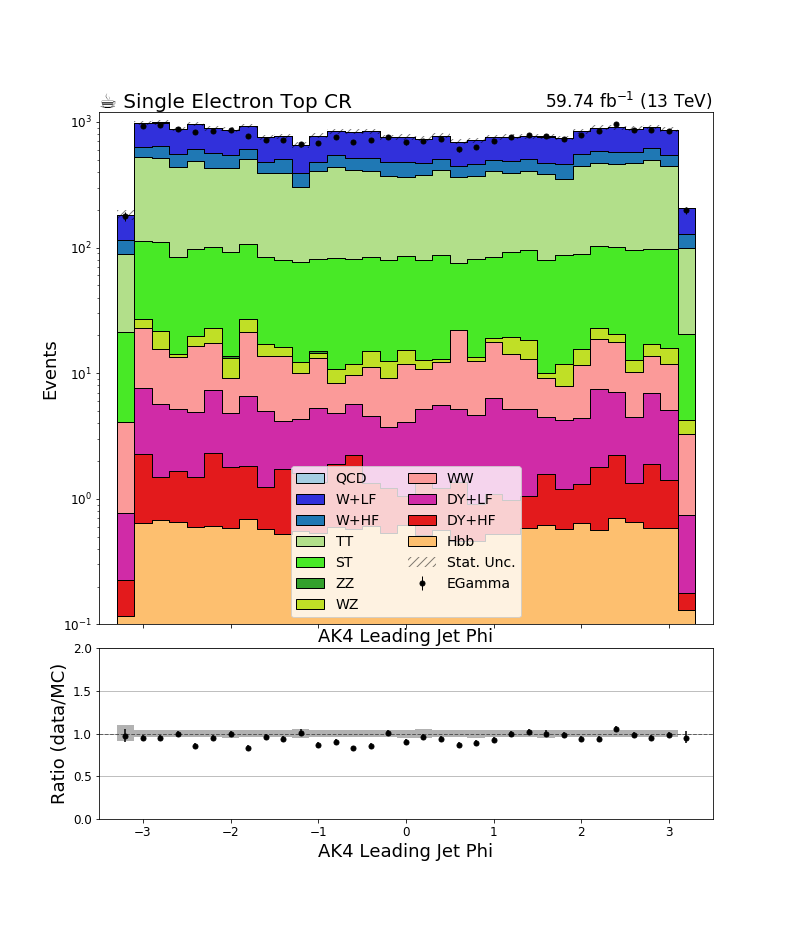 ☕ Single Electron Top CR
59.74 fb⁻¹ (13 TeV)
Events
10³
10²
10¹
10⁰
10⁻¹
QCD
W+LF
W+HF
TT
ST
ZZ
WZ
WW
DY+LF
DY+HF
Hbb
Stat. Unc.
EGamma
AK4 Leading Jet Phi
Ratio (data/MC)
2.0
1.5
1.0
0.5
0.0
−3 −2 −1 0 1 2 3
AK4 Leading Jet Phi